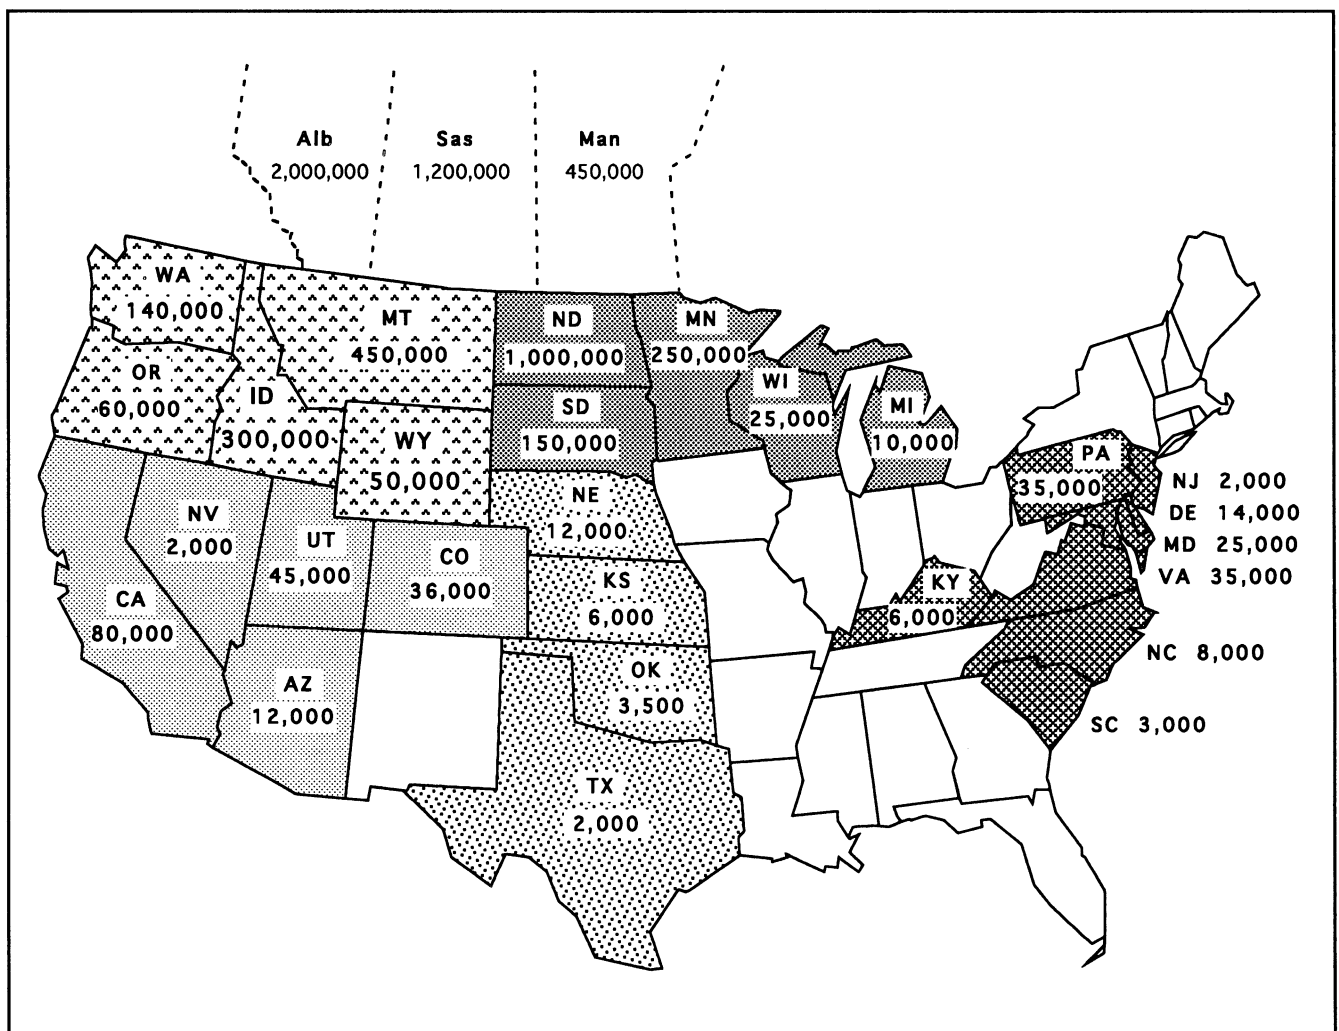 Alb
2,000,000
Sas
1,200,000
Man
450,000
WA
140,000
MT
450,000
ND
1,000,000
MN
250,000
OR
60,000
ID
300,000
WY
50,000
SD
150,000
WI
25,000
MI
10,000
PA
35,000
NJ 2,000
DE 14,000
MD 25,000
VA 35,000
NV
2,000
UT
45,000
CO
36,000
NE
12,000
KS
6,000
KY
6,000
CA
80,000
AZ
12,000
OK
3,500
NC 8,000
SC 3,000
TX
2,000